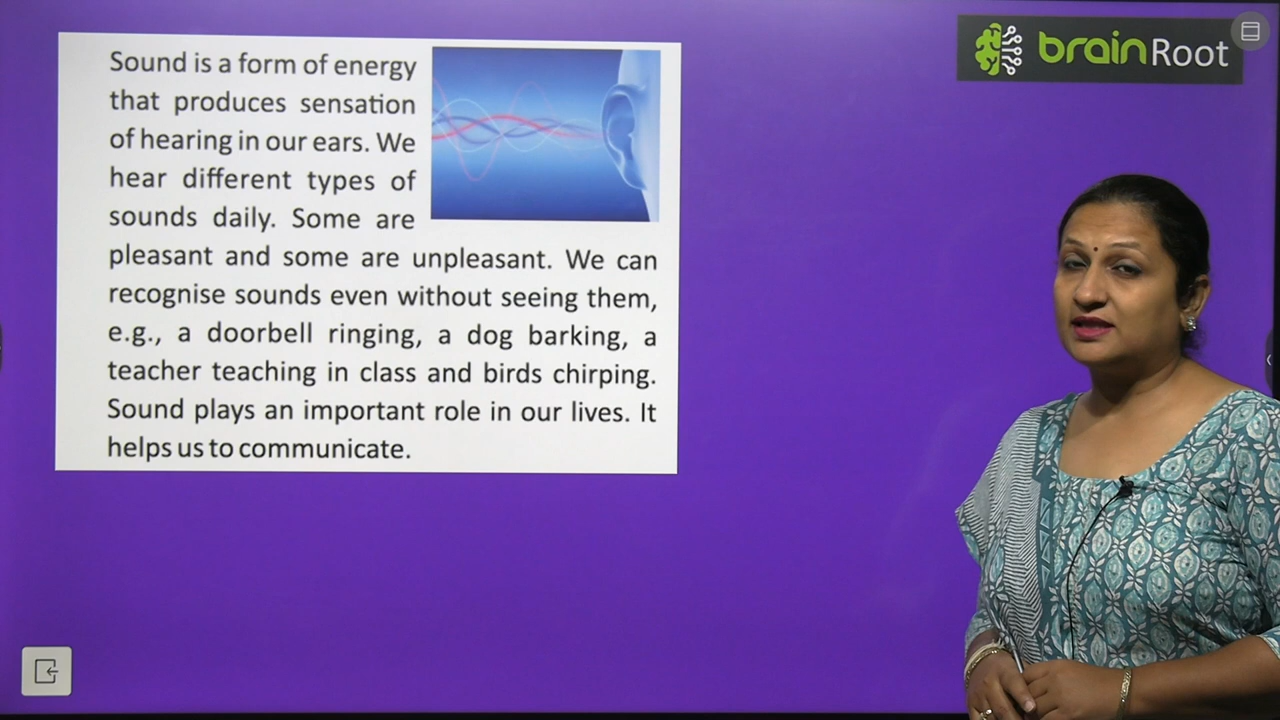 Sound is a form of energy
that produces sensation
of hearing in our ears. We
hear different types of
sounds daily. Some are
pleasant and some are unpleasant. We can
recognise sounds even without seeing them,
e.g., a doorbell ringing, a dog barking, a
teacher teaching in class and birds chirping.
Sound plays an important role in our lives. It
helps us to communicate.
brainRoot